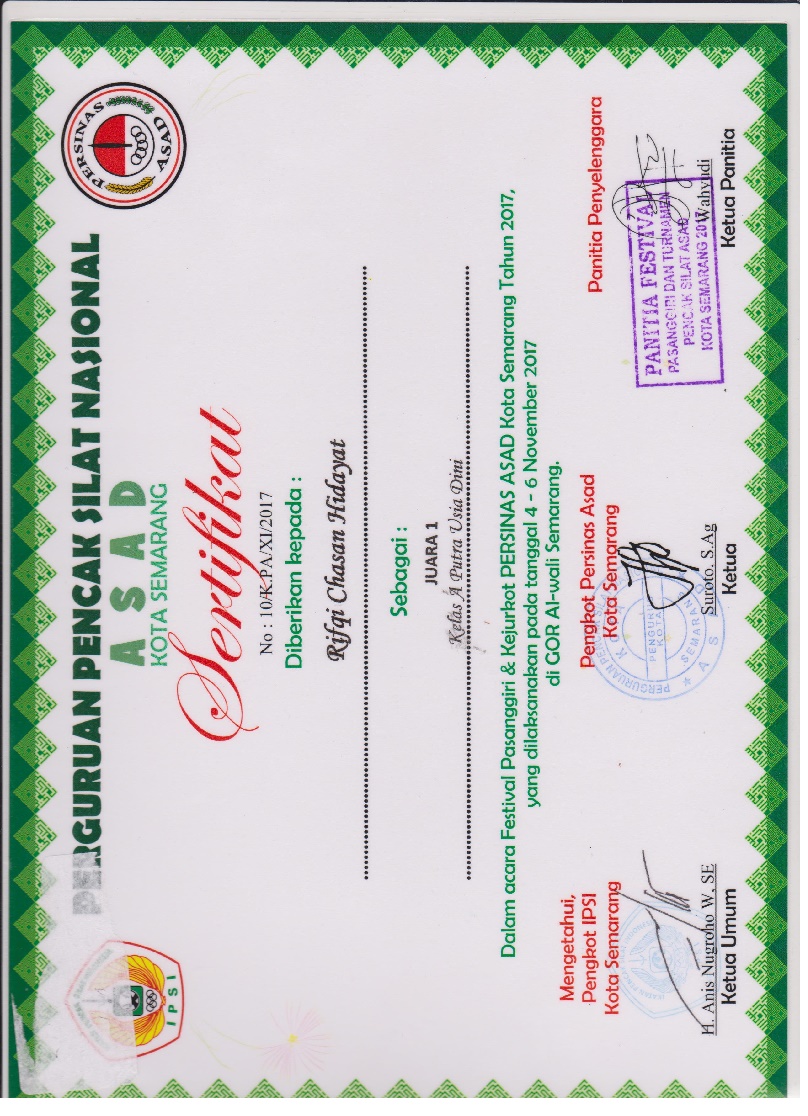 PERGURUAN PENCAK SILAT NASIONAL
A S A D
KOTA SEMARANG
PERSINAS ASAD
IPSI
Sertifikat
No : 10/K.PA/XI/2017
Diberikan kepada :
Rifqi Chasan Hidayat
Sebagai :
JUARA 1
Kelas A Putra Usia Dini
Dalam acara Festival Pasanggiri & Kejurkot PERSINAS ASAD Kota Semarang Tahun 2017,
yang dilaksanakan pada tanggal 4 - 6 November 2017
di GOR Al-wali Semarang.
Mengetahui,
Pengkot IPSI
Kota Semarang
H. Anis Nugroho W, SE
Ketua Umum
Pengkot Persinas Asad
Kota Semarang
Suroto. S.Ag
Ketua
Panitia Penyelenggara
PANITIA FESTIVAL
PASANGGIRI DAN TURNAMEN
PENCAK SILAT ASAD
KOTA SEMARANG 2017
Wahyudi
Ketua Panitia